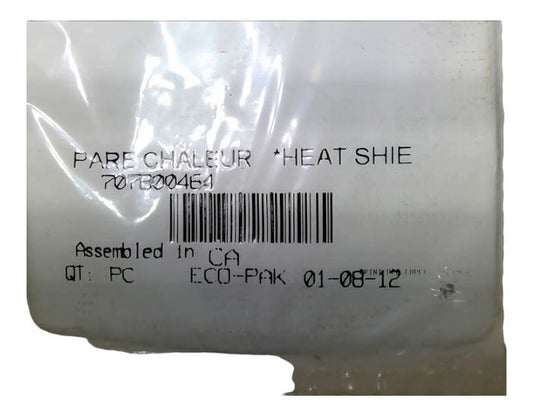 PARE CHALEUR *HEAT SHIE
707800464
Assembled in CA
QT: PC ECO-PAK 01-08-12